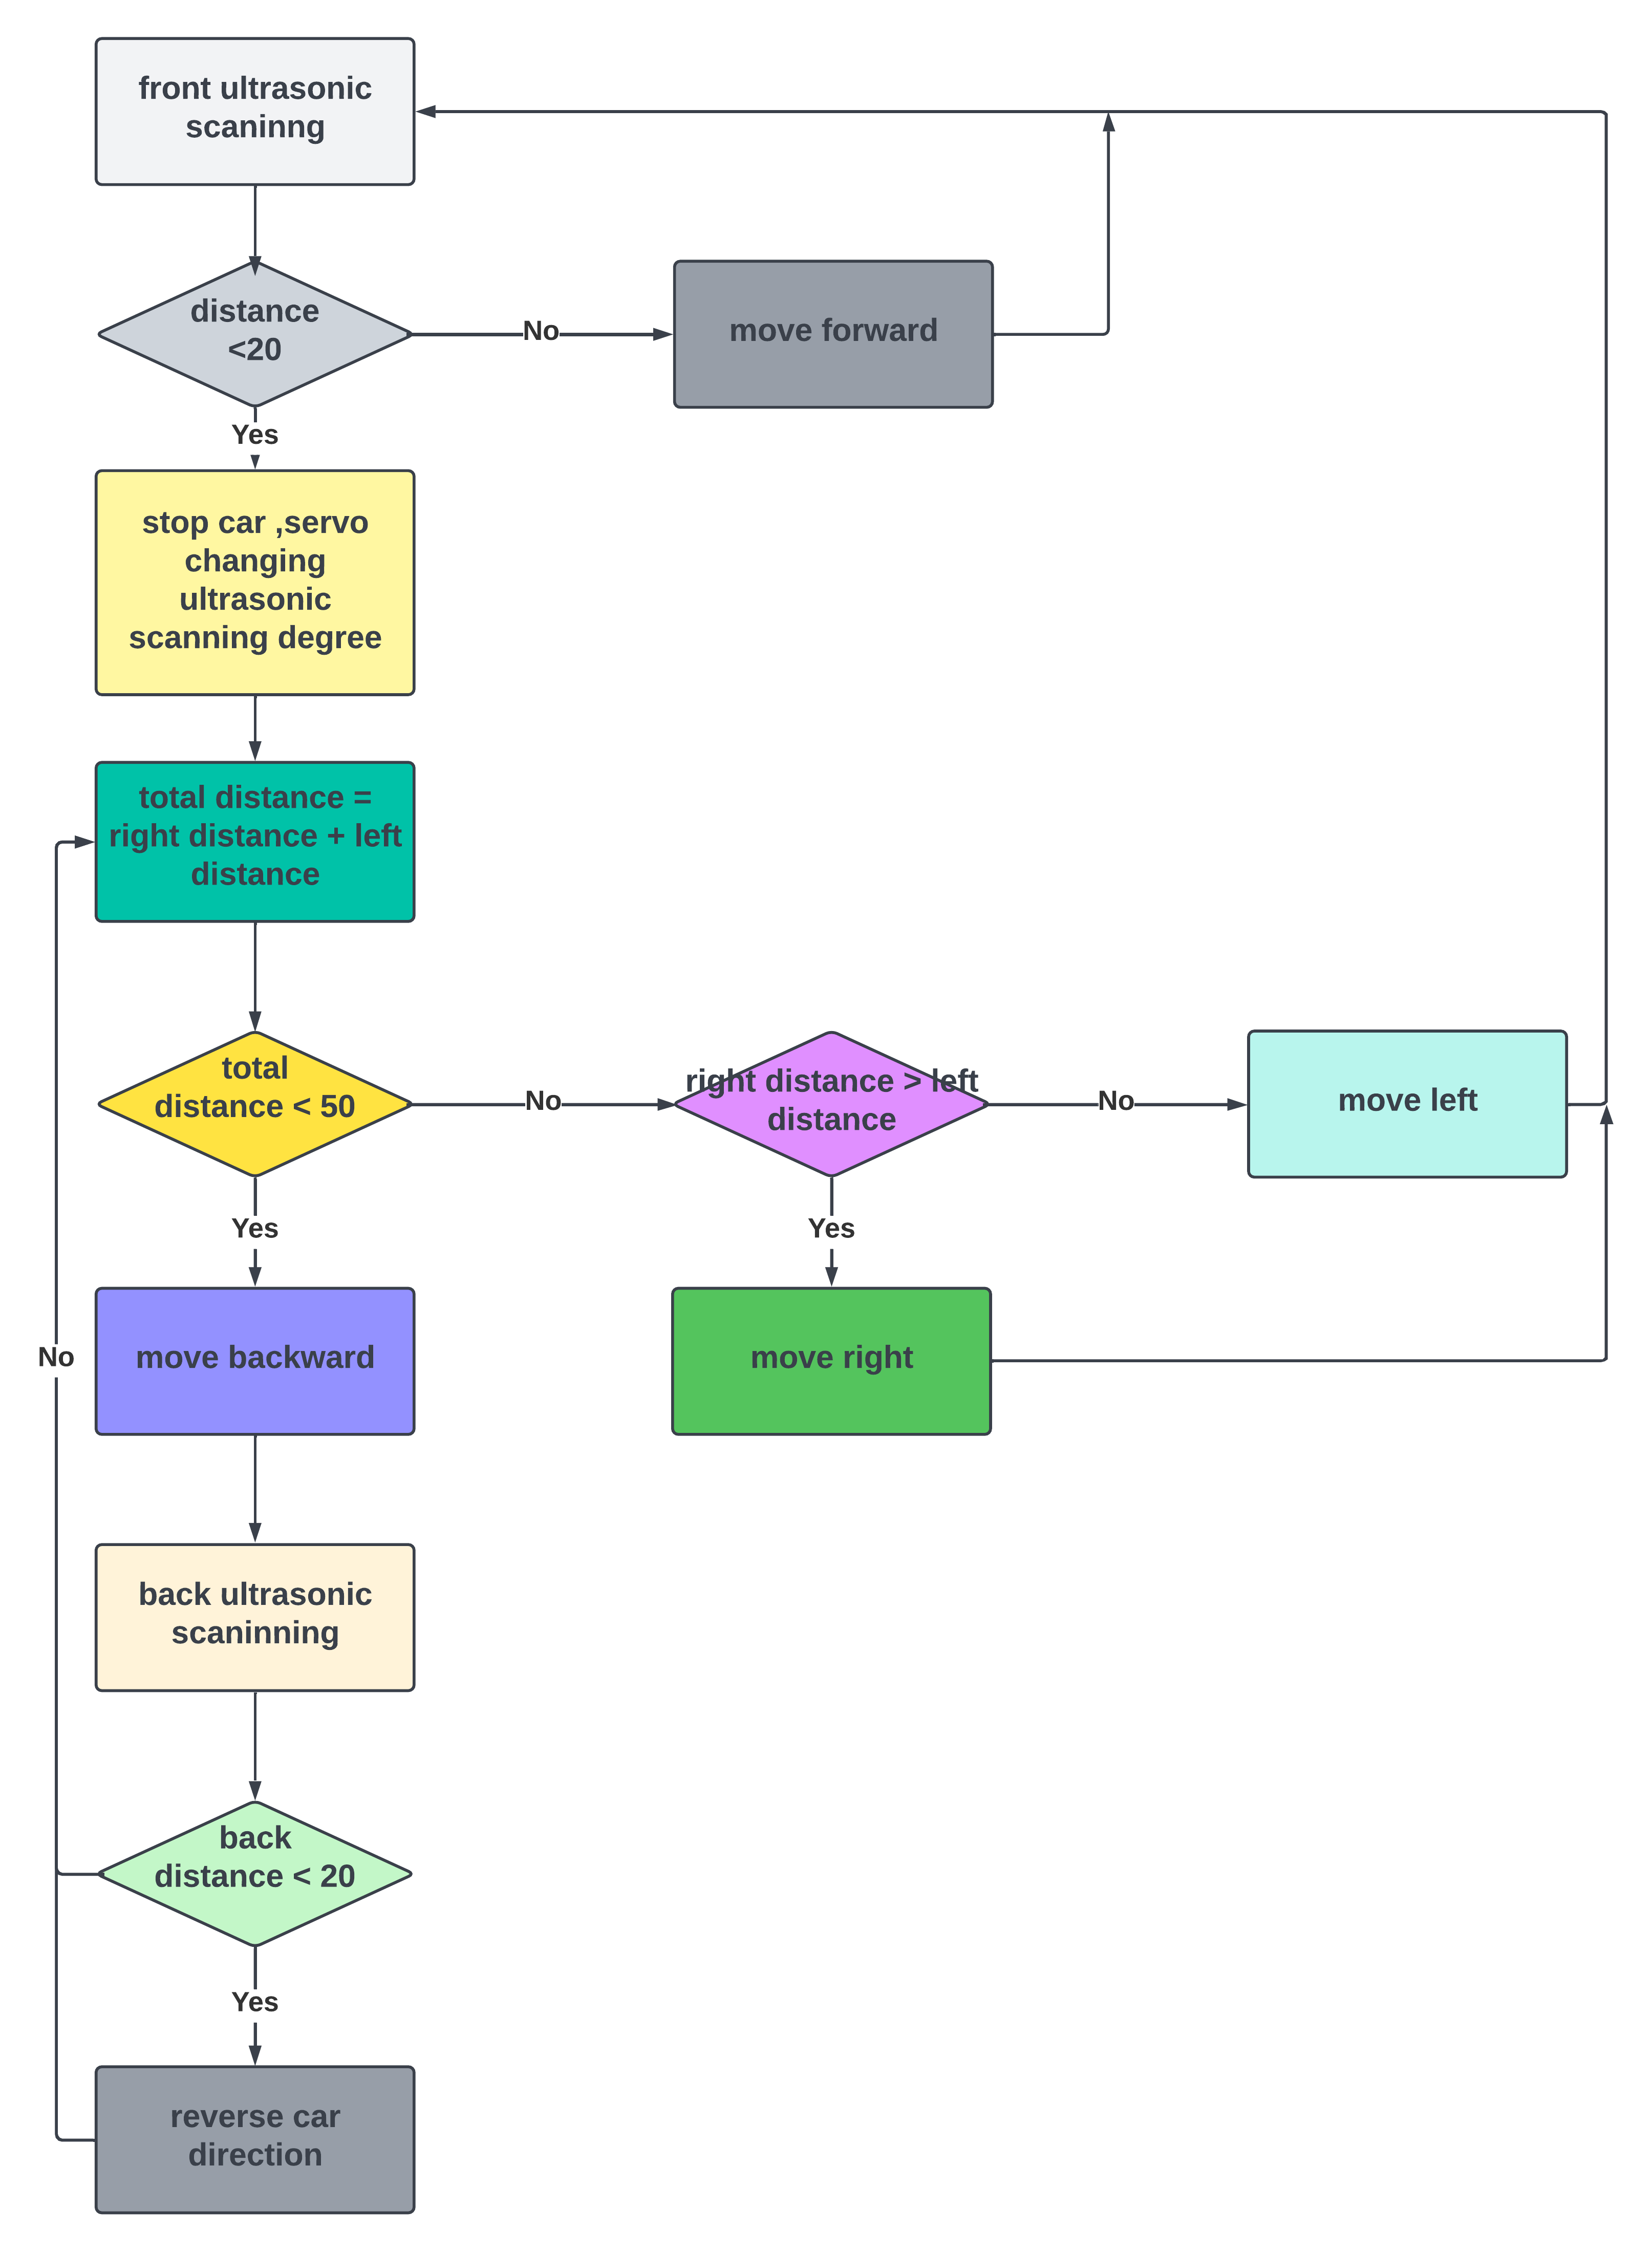 front ultrasonic
scaninng
distance
<20
No
move forward
Yes
stop car ,servo
changing
ultrasonic
scanning degree
total distance =
right distance + left
distance
total
distance < 50
No
right distance > left
distance
No
move left
Yes
Yes
move backward
No
move right
back ultrasonic
scaninning
back
distance < 20
Yes
reverse car
direction